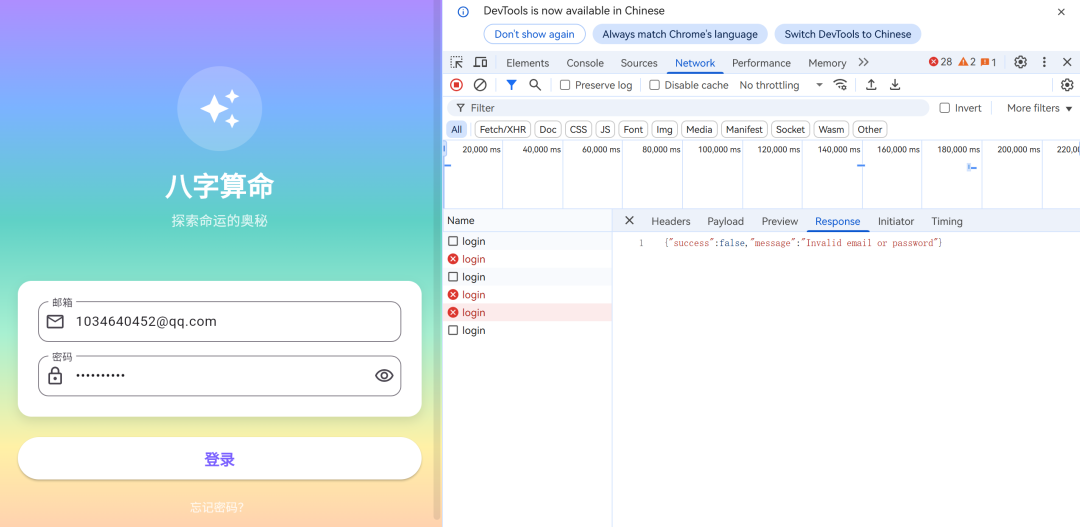 八字算命
探索命运的奥秘
邮箱
1034640452@qq.com
密码
••••••••••
登录
忘记密码?
DevTools is now available in Chinese
Don't show again
Always match Chrome's language
Switch DevTools to Chinese
Elements Console Sources Network Performance Memory 28 2 1
Preserve log Disable cache No throttling
Filter Invert More filters
All Fetch/XHR Doc CSS JS Font Img Media Manifest Socket Wasm Other
20,000 ms 40,000 ms 60,000 ms 80,000 ms 100,000 ms 120,000 ms 140,000 ms 160,000 ms 180,000 ms 200,000 ms 220,0
Name
login
login
login
login
login
login
Headers Payload Preview Response Initiator Timing
1 {"success":false,"message":"Invalid email or password"}